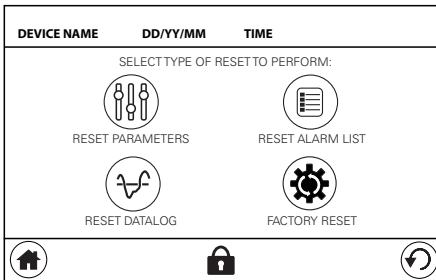 DEVICE NAME DD/YY/MM TIME
SELECT TYPE OF RESET TO PERFORM:
RESET PARAMETERS RESET ALARM LIST
RESET DATALOG FACTORY RESET